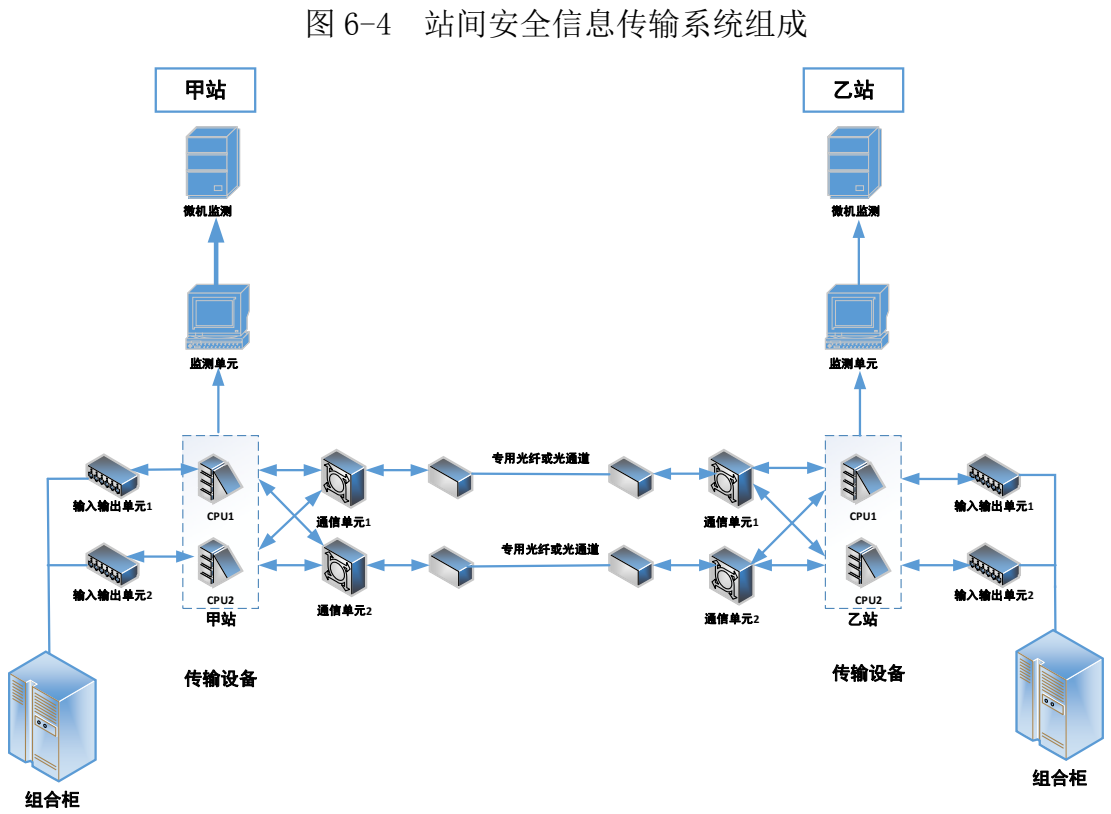 图 6-4 站间安全信息传输系统组成
甲站
乙站
微机监测
微机监测
监测单元
监测单元
专用光纤或光通道
输入输出单元1
CPU1
通信单元1
通信单元1
CPU1
输入输出单元1
专用光纤或光通道
输入输出单元2
CPU2
通信单元2
通信单元2
CPU2
输入输出单元2
甲站
乙站
传输设备
传输设备
组合柜
组合柜